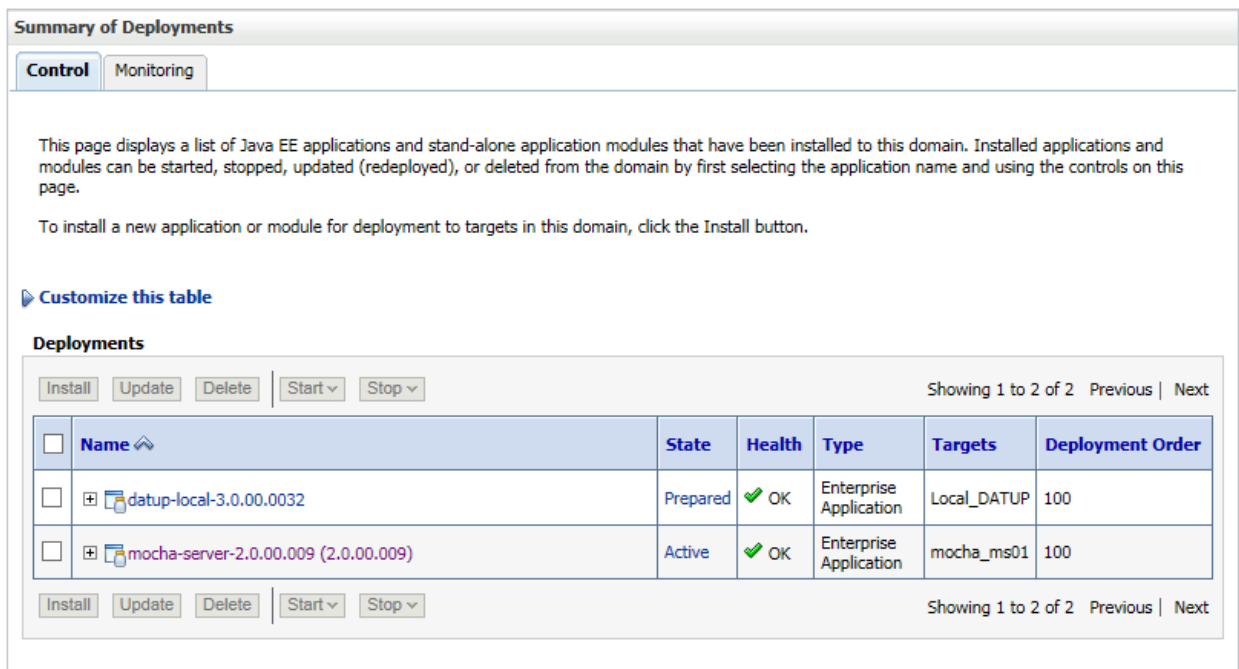 Summary of Deployments
Control Monitoring
This page displays a list of Java EE applications and stand-alone application modules that have been installed to this domain. Installed applications and
modules can be started, stopped, updated (redeployed), or deleted from the domain by first selecting the application name and using the controls on this
page.
To install a new application or module for deployment to targets in this domain, click the Install button.
Customize this table
Deployments
Install Update Delete Start Stop Showing 1 to 2 of 2 Previous | Next
Name State Health Type Targets Deployment Order
datup-local-3.0.00.0032 Prepared OK Enterprise Application Local_DATUP 100
mocha-server-2.0.00.009 (2.0.00.009) Active OK Enterprise Application mocha_ms01 100
Install Update Delete Start Stop Showing 1 to 2 of 2 Previous | Next